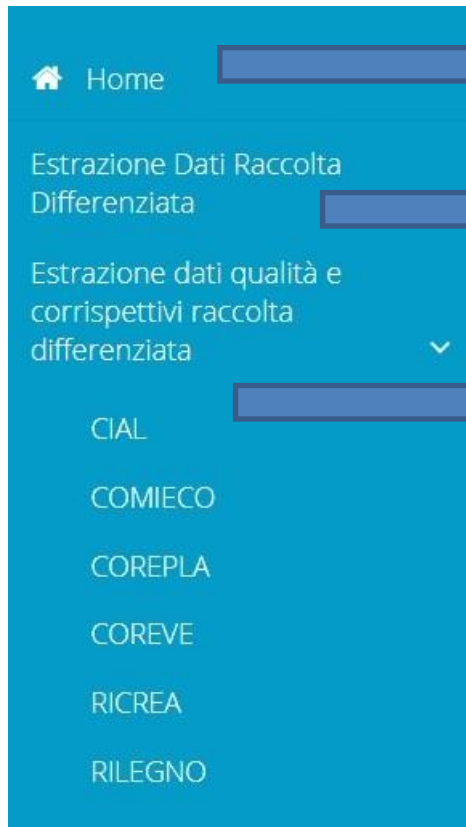 Home
Estrazione Dati Raccolta
Differenziata
Estrazione dati qualità e
corrispettivi raccolta
differenziata
CIAL
COMIECO
COREPLA
COREVE
RICREA
RILEGNO